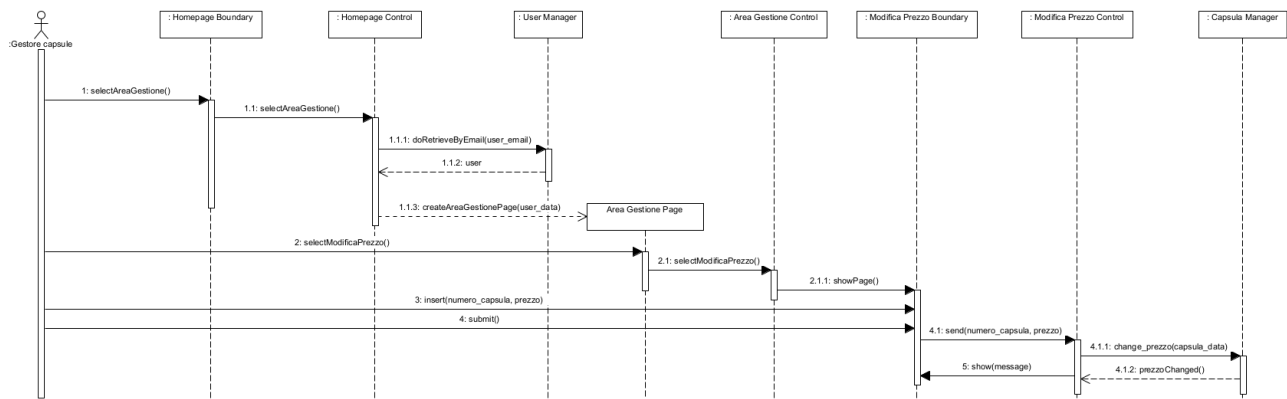 : Homepage Boundary
: Homepage Control
: User Manager
: Area Gestione Control
: Modifica Prezzo Boundary
: Modifica Prezzo Control
: Capsula Manager
:Gestore capsule
1: selectAreaGestione()
1.1: selectAreaGestione()
1.1.1: doRetrieveByEmail(user_email)
1.1.2: user
1.1.3: createAreaGestionePage(user_data)
Area Gestione Page
2: selectModificaPrezzo()
2.1: selectModificaPrezzo()
2.1.1: showPage()
3: insert(numero_capsula, prezzo)
4: submit()
4.1: send(numero_capsula, prezzo)
4.1.1: change_prezzo(capsula_data)
5: show(message)
4.1.2: prezzoChanged()